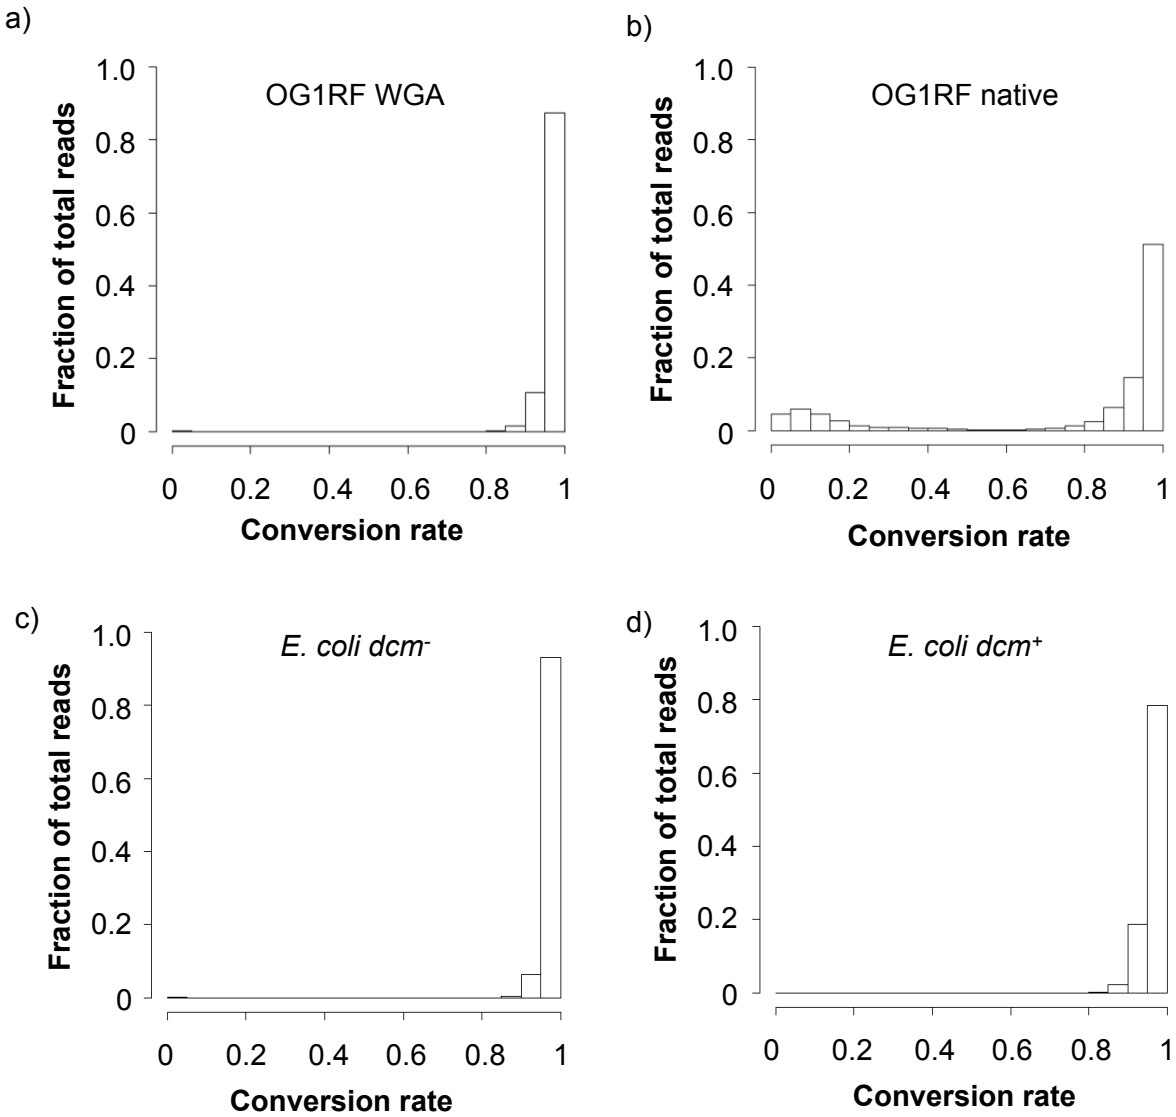 a)
OG1RF WGA
Fraction of total reads
1.0
0.8
0.6
0.4
0.2
0
0 0.2 0.4 0.6 0.8 1
Conversion rate
b)
OG1RF native
Fraction of total reads
1.0
0.8
0.6
0.4
0.2
0
0 0.2 0.4 0.6 0.8 1
Conversion rate
c)
E. coli dcm-
Fraction of total reads
1.0
0.8
0.6
0.4
0.2
0
0 0.2 0.4 0.6 0.8 1
Conversion rate
d)
E. coli dcm+
Fraction of total reads
1.0
0.8
0.6
0.4
0.2
0
0 0.2 0.4 0.6 0.8 1
Conversion rate